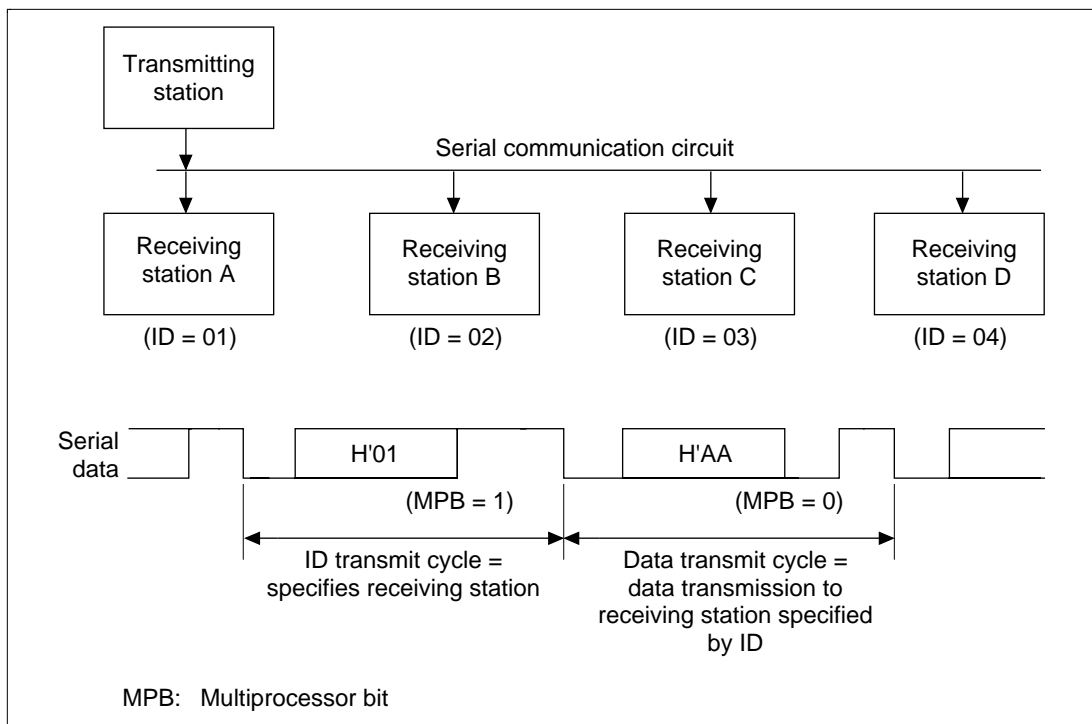 Transmitting
station
Serial communication circuit
Receiving
station A
Receiving
station B
Receiving
station C
Receiving
station D
(ID = 01)
(ID = 02)
(ID = 03)
(ID = 04)
Serial
data
H'01
H'AA
(MPB = 1)
(MPB = 0)
ID transmit cycle =
specifies receiving station
Data transmit cycle =
data transmission to
receiving station specified
by ID
MPB: Multiprocessor bit